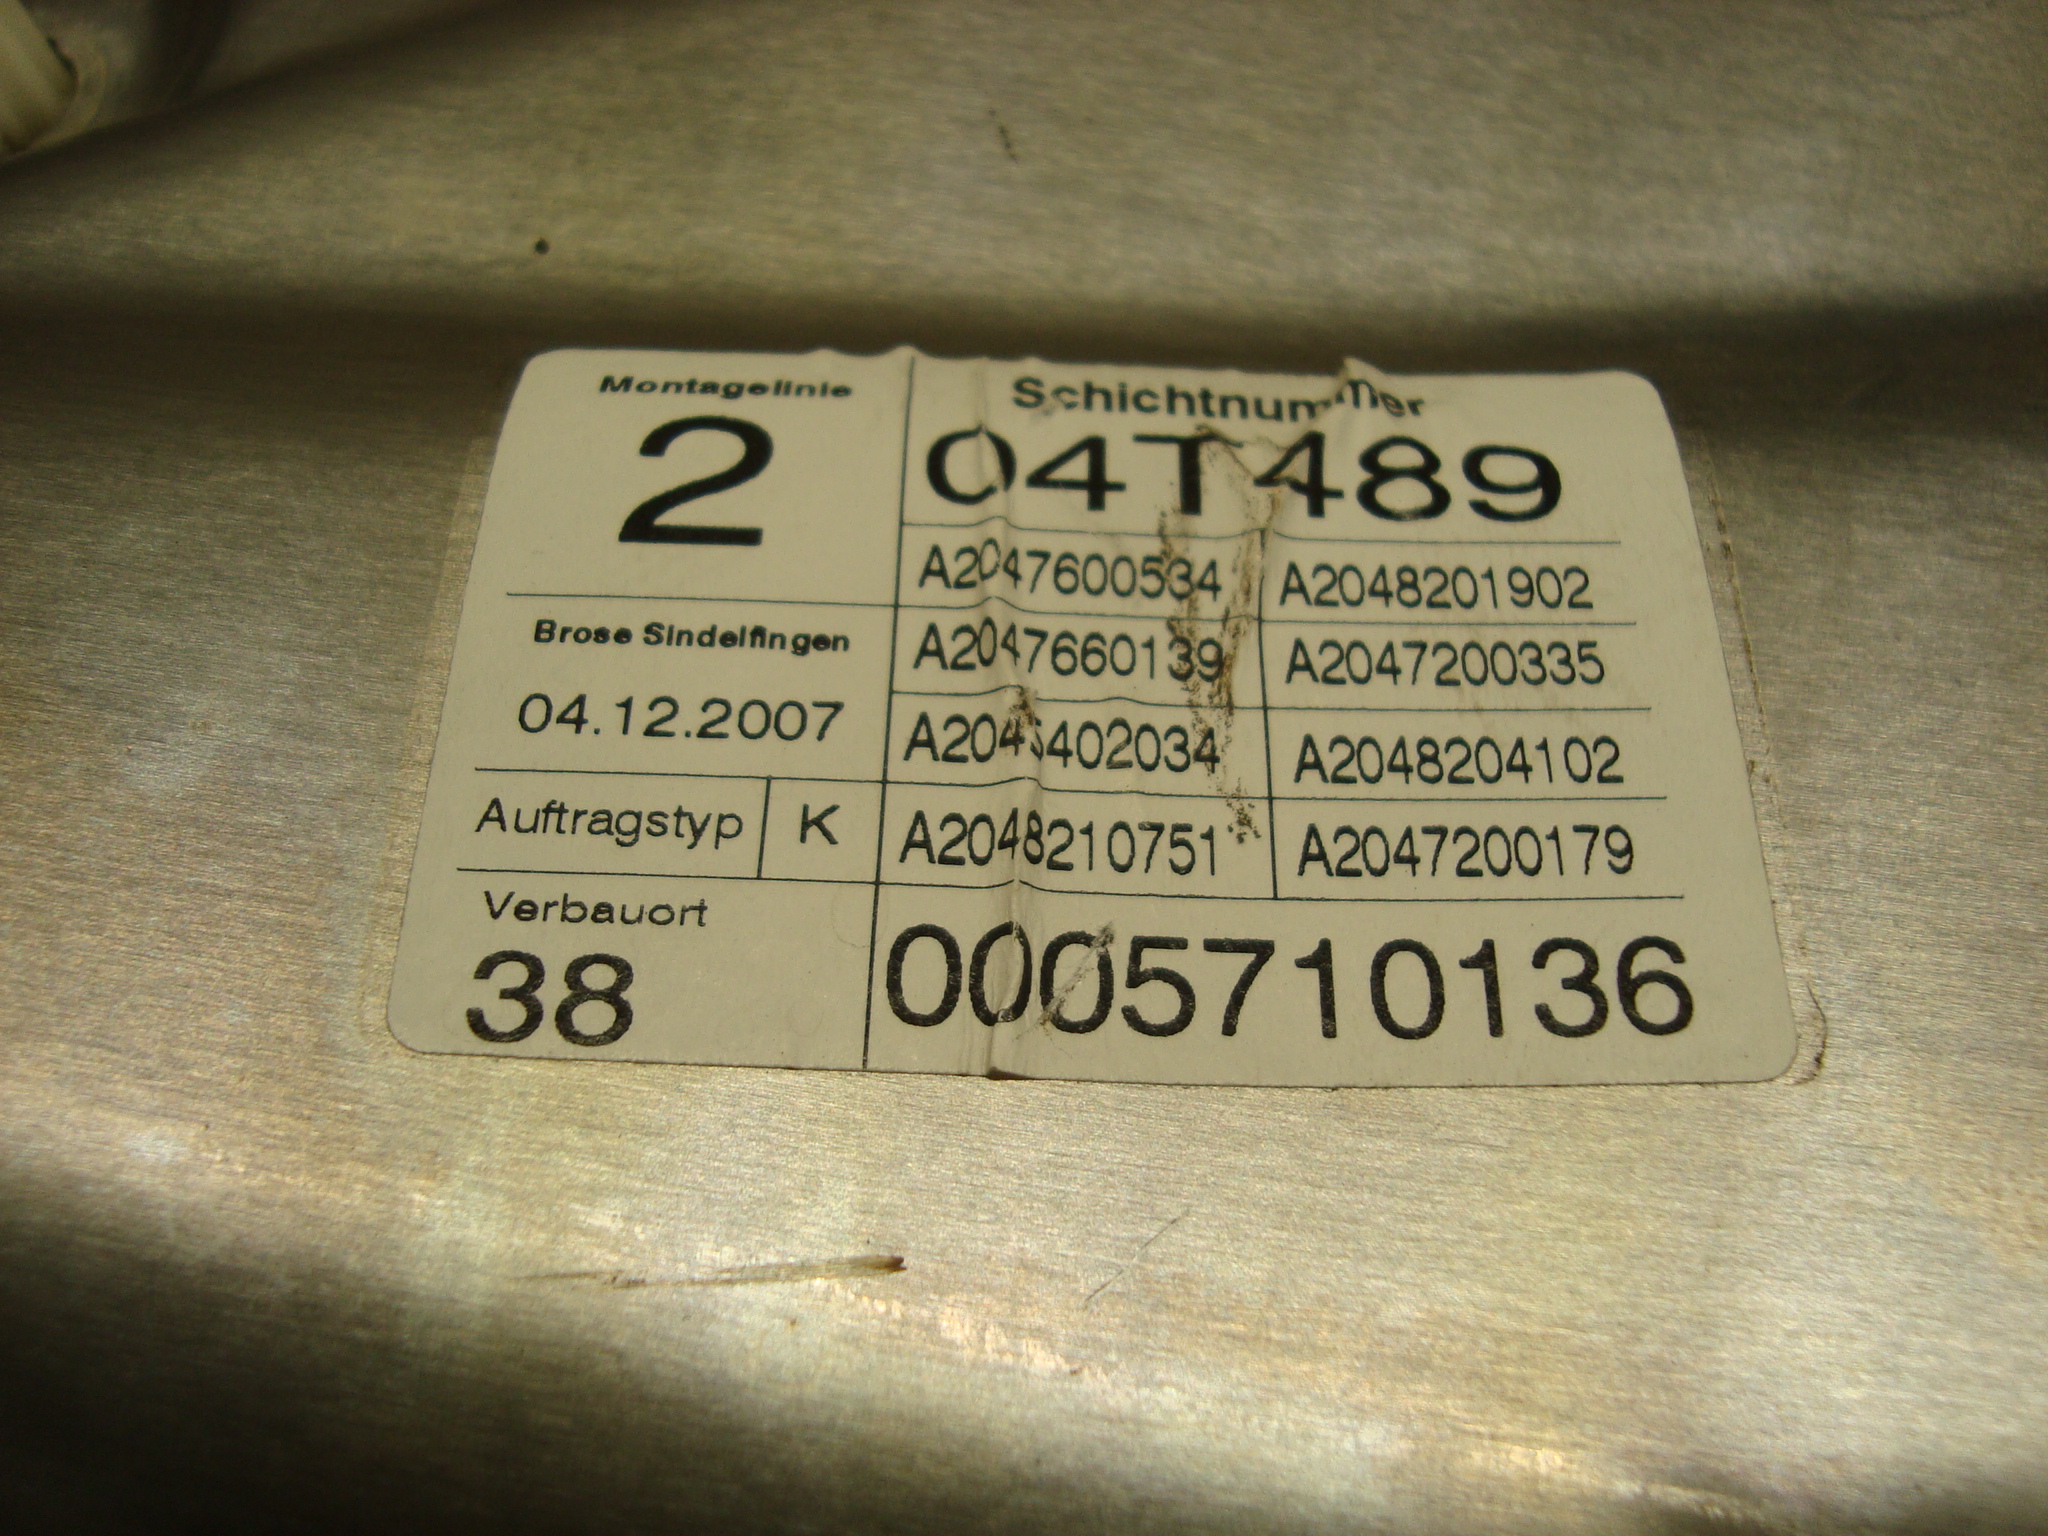 Montagelinie
2
Schichtnummer
04T489
A2047600534 A2048201902
Brose Sindelfingen
A2047660139 A2047200335
04.12.2007
A2045402034 A2048204102
Auftragstyp K
A2048210751 A2047200179
Verbauort
38
0005710136